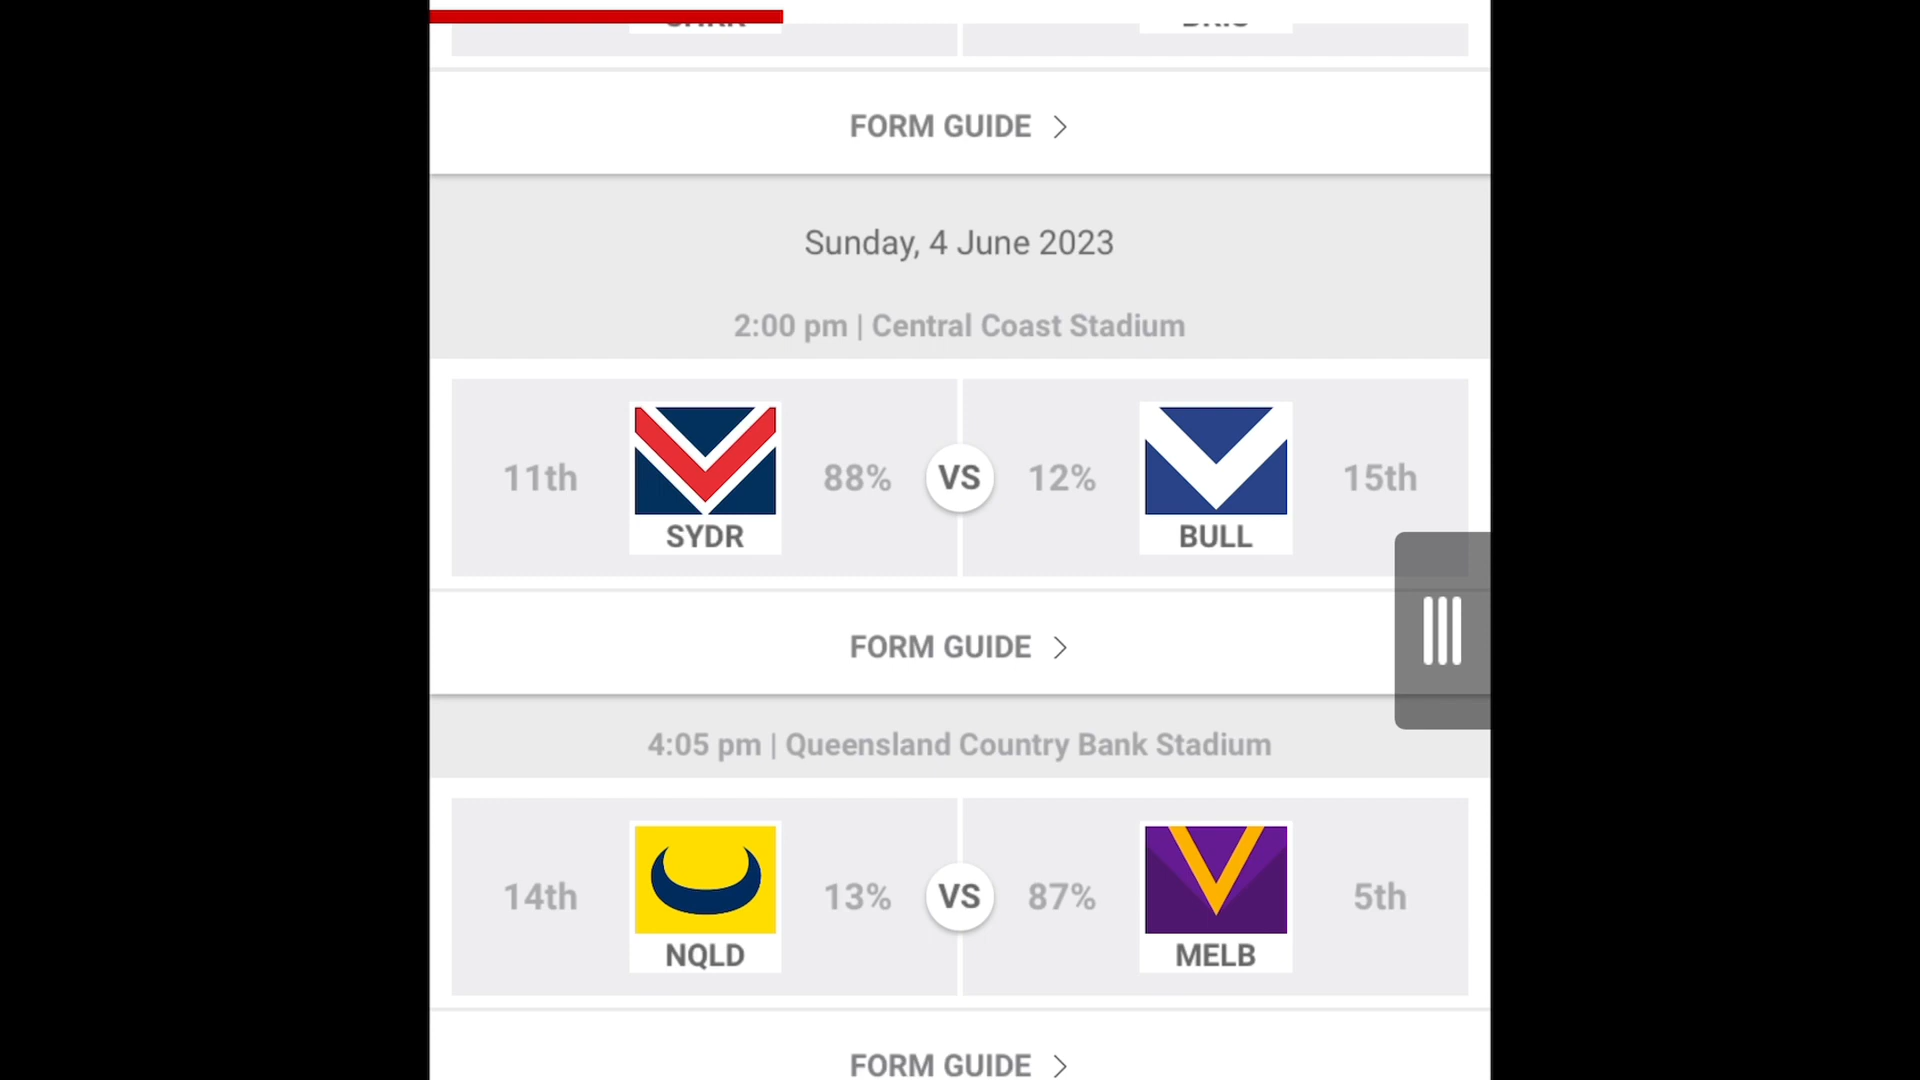 FORM GUIDE
Sunday, 4 June 2023
2:00 pm | Central Coast Stadium
11th 88% VS 12% 15th
SYDR BULL
FORM GUIDE
4:05 pm | Queensland Country Bank Stadium
14th 13% VS 87% 5th
NQLD MELB
FORM GUIDE